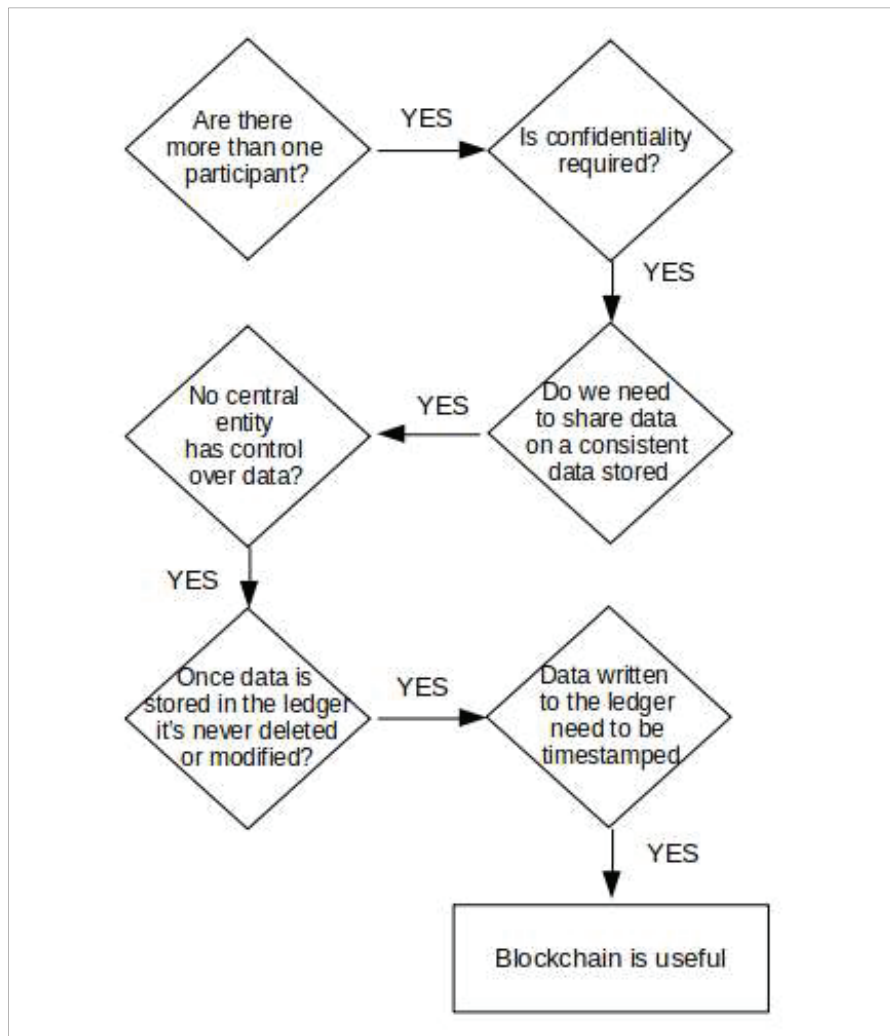 Are there
more than one
participant?
YES
Is confidentiality
required?
YES
Do we need
to share data
on a consistent
data stored
YES
No central
entity
has control
over data?
YES
Once data is
stored in the ledger
it's never deleted
or modified?
YES
Data written
to the ledger
need to be
timestamped
YES
Blockchain is useful